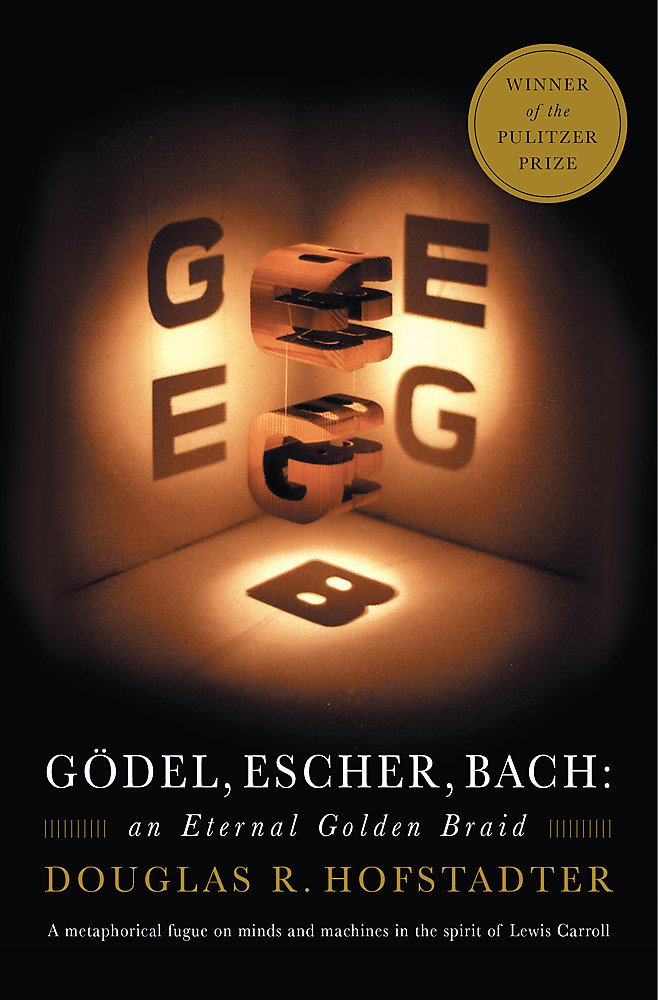 WINNER
of the
PULITZER
PRIZE
G E
E G
B
GÖDEL, ESCHER, BACH:
an Eternal Golden Braid
DOUGLAS R. HOFSTADTER
A metaphorical fugue on minds and machines in the spirit of Lewis Carroll